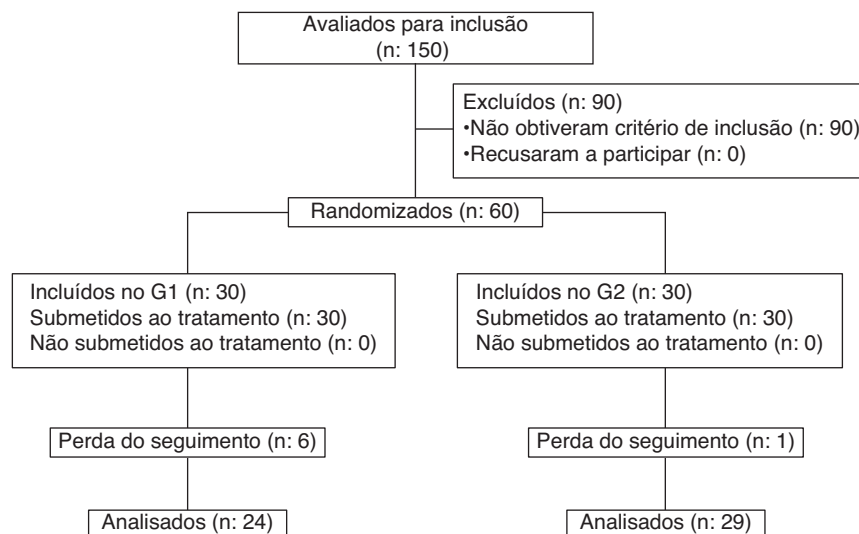 Avaliados para inclusão
(n: 150)
Excluídos (n: 90)
•Não obtiveram critério de inclusão (n: 90)
•Recusaram a participar (n: 0)
Randomizados (n: 60)
Incluídos no G1 (n: 30)
Submetidos ao tratamento (n: 30)
Não submetidos ao tratamento (n: 0)
Incluídos no G2 (n: 30)
Submetidos ao tratamento (n: 30)
Não submetidos ao tratamento (n: 0)
Perda do seguimento (n: 6)
Perda do seguimento (n: 1)
Analisados (n: 24)
Analisados (n: 29)